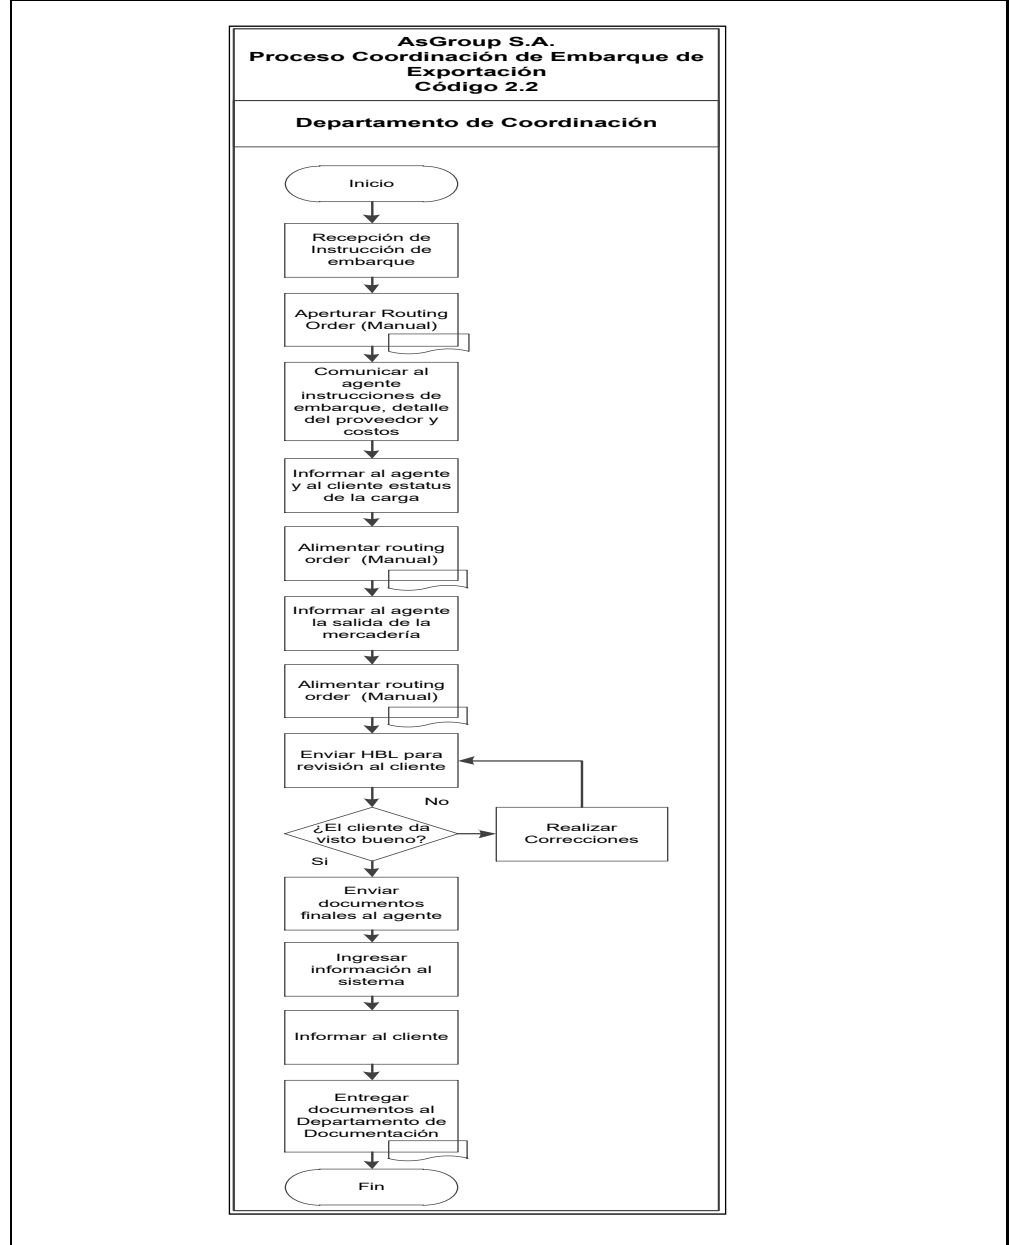 AsGroup S.A.
Proceso Coordinación de Embarque de
Exportación
Código 2.2
Departamento de Coordinación
Inicio
Recepción de
Instrucción de
embarque
Aperturar Routing
Order (Manual)
Comunicar al
agente
instrucciones de
embarque, detalle
del proveedor y
costos
Informar al agente
y al cliente estatus
de la carga
Alimentar routing
order (Manual)
Informar al agente
la salida de la
mercadería
Alimentar routing
order (Manual)
Enviar HBL para
revisión al cliente
No
¿El cliente da
visto bueno?
Realizar
Correcciones
Si
Enviar
documentos
finales al agente
Ingresar
información al
sistema
Informar al cliente
Entregar
documentos al
Departamento de
Documentación
Fin